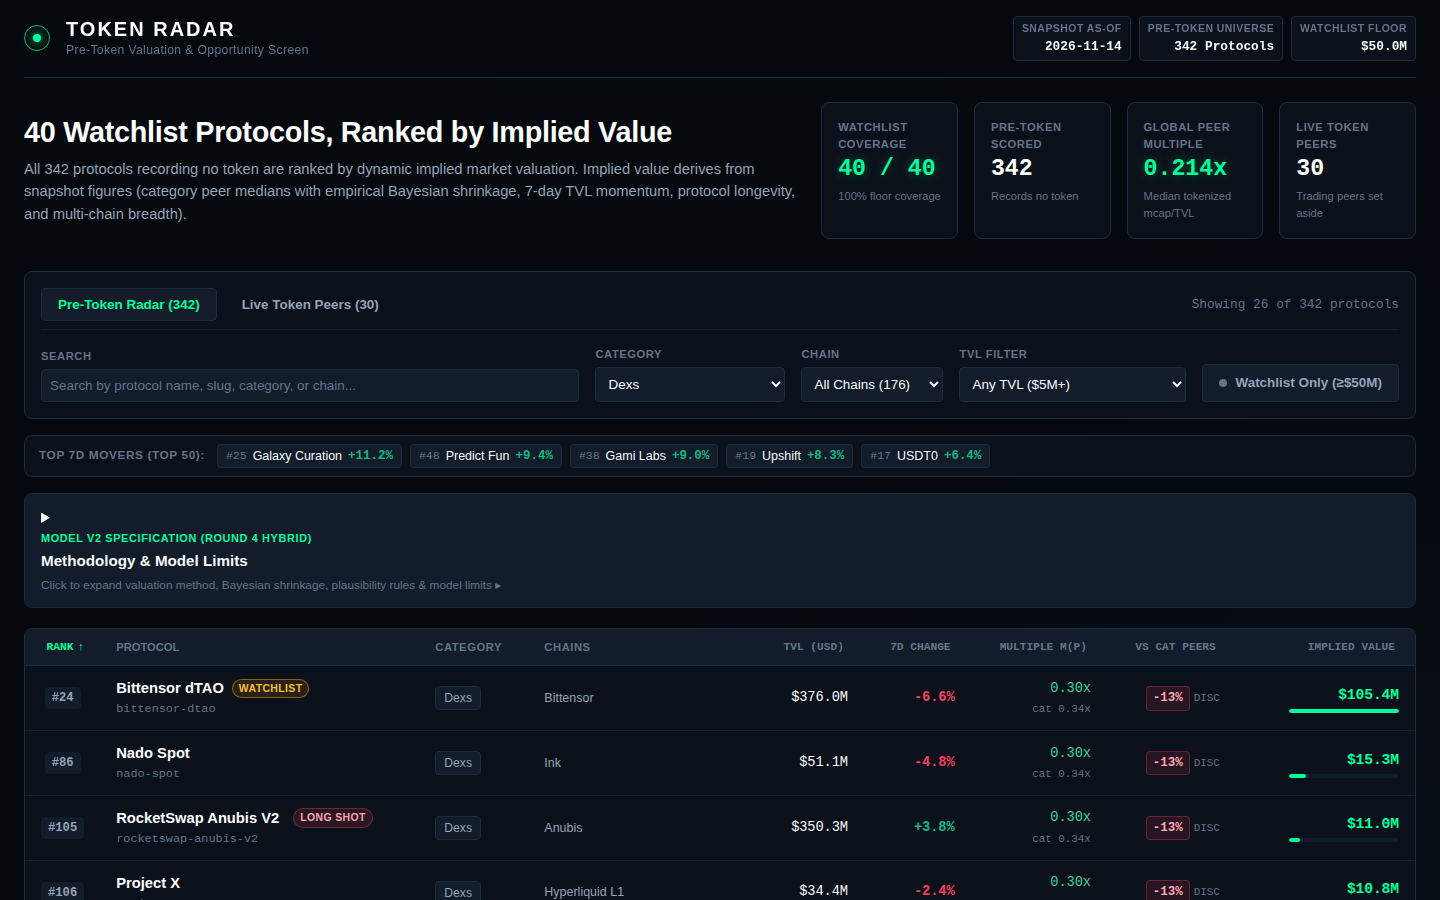 TOKEN RADAR
Pre-Token Valuation & Opportunity Screen
SNAPSHOT AS-OF
2026-11-14
PRE-TOKEN UNIVERSE
342 Protocols
WATCHLIST FLOOR
$50.0M
40 Watchlist Protocols, Ranked by Implied Value
All 342 protocols recording no token are ranked by dynamic implied market valuation. Implied value derives from
snapshot figures (category peer medians with empirical Bayesian shrinkage, 7-day TVL momentum, protocol longevity,
and multi-chain breadth).
WATCHLIST
COVERAGE
40 / 40
100% floor coverage
PRE-TOKEN
SCORED
342
Records no token
GLOBAL PEER
MULTIPLE
0.214x
Median tokenized
mcap/TVL
LIVE TOKEN
PEERS
30
Trading peers set
aside
Pre-Token Radar (342)
Live Token Peers (30)
Showing 26 of 342 protocols
SEARCH
Search by protocol name, slug, category, or chain...
CATEGORY
Dexs
CHAIN
All Chains (176)
TVL FILTER
Any TVL ($5M+)
Watchlist Only (≥$50M)
TOP 7D MOVERS (TOP 50):
#25 Galaxy Curation +11.2%
#48 Predict Fun +9.4%
#38 Gami Labs +9.0%
#19 Upshift +8.3%
#17 USDT0 +6.4%
▶
MODEL V2 SPECIFICATION (ROUND 4 HYBRID)
Methodology & Model Limits
Click to expand valuation method, Bayesian shrinkage, plausibility rules & model limits ▸
RANK ↑ PROTOCOL CATEGORY CHAINS TVL (USD) 7D CHANGE MULTIPLE M(P) VS CAT PEERS IMPLIED VALUE
#24 Bittensor dTAO WATCHLIST Dexs Bittensor $376.0M -6.6% 0.30x -13% DISC $105.4M
bittensor-dtao cat 0.34x
#86 Nado Spot Dexs Ink $51.1M -4.8% 0.30x -13% DISC $15.3M
nado-spot cat 0.34x
#105 RocketSwap Anubis V2 LONG SHOT Dexs Anubis $350.3M +3.8% 0.30x -13% DISC $11.0M
rocketswap-anubis-v2 cat 0.34x
#106 Project X Dexs Hyperliquid L1 $34.4M -2.4% 0.30x -13% DISC $10.8M